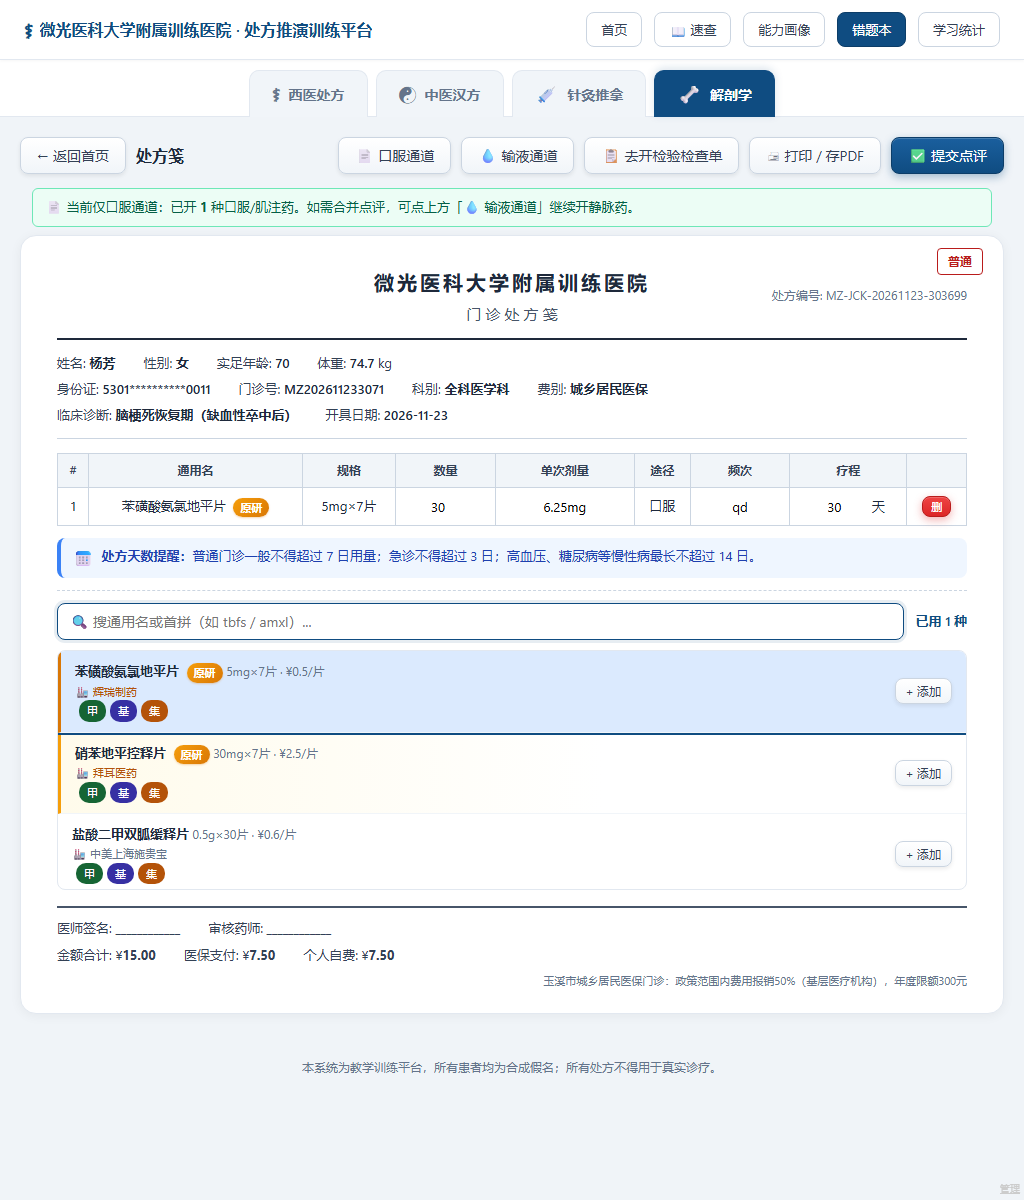 微光医科大学附属训练医院 · 处方推演训练平台
首页 速查 能力画像 错题本 学习统计
西医处方 中医汉方 针灸推拿 解剖学
← 返回首页 处方笺 口服通道 输液通道 去开检验检查单 打印 / 存PDF 提交点评
当前仅口服通道：已开 1 种口服/肌注药。如需合并点评，可点上方「💧 输液通道」继续开静脉药。
普通
微光医科大学附属训练医院
处方编号: MZ-JCK-20261123-303699
门诊处方笺
姓名: 杨芳 性别: 女 实足年龄: 70 体重: 74.7 kg
身份证: 5301**********0011 门诊号: MZ202611233071 科别: 全科医学科 费别: 城乡居民医保
临床诊断: 脑梗死恢复期（缺血性卒中后） 开具日期: 2026-11-23
# 通用名 规格 数量 单次剂量 途径 频次 疗程
1 苯磺酸氨氯地平片 原研 5mg×7片 30 6.25mg 口服 qd 30 天 删
处方天数提醒：普通门诊一般不得超过 7 日用量；急诊不得超过 3 日；高血压、糖尿病等慢性病最长不超过 14 日。
搜通用名或首拼（如 tbfs / amxl）... 已用 1 种
苯磺酸氨氯地平片 原研 5mg×7片 · ¥0.5/片
辉瑞制药
甲 基 集
+ 添加
硝苯地平控释片 原研 30mg×7片 · ¥2.5/片
拜耳医药
甲 基 集
+ 添加
盐酸二甲双胍缓释片 0.5g×30片 · ¥0.6/片
中美上海施贵宝
甲 基 集
+ 添加
医师签名: ___________ 审核药师: ___________
金额合计: ¥15.00 医保支付: ¥7.50 个人自费: ¥7.50
玉溪市城乡居民医保门诊：政策范围内费用报销50%（基层医疗机构），年度限额300元
本系统为教学训练平台，所有患者均为合成假名；所有处方不得用于真实诊疗。
管理